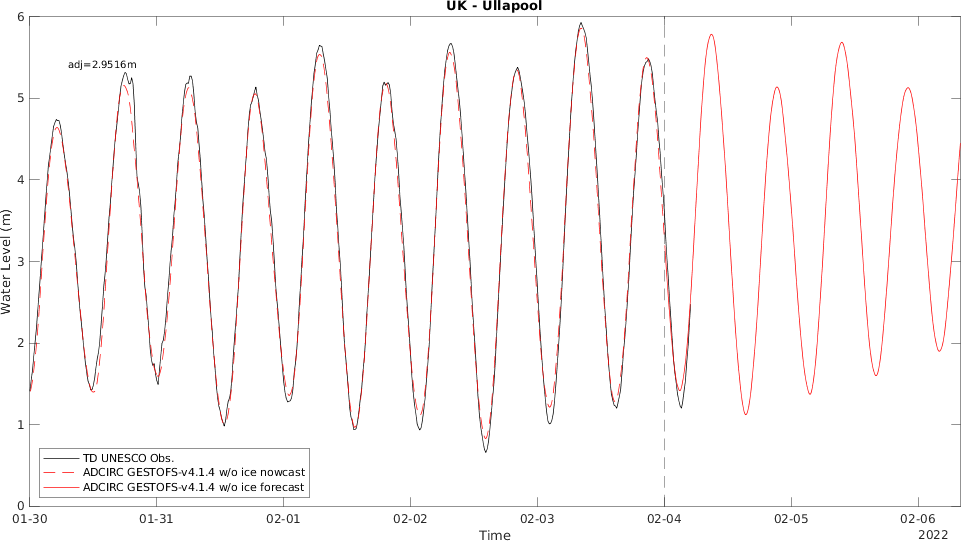 UK - Ullapool
adj=2.9516m
Water Level (m)
6
5
4
3
2
1
0
TD UNESCO Obs.
ADCIRC GESTOFS-v4.1.4 w/o ice nowcast
ADCIRC GESTOFS-v4.1.4 w/o ice forecast
01-30 01-31 02-01 02-02 02-03 02-04 02-05 02-06
Time
2022